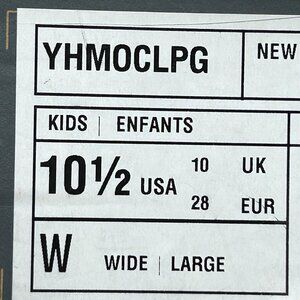 YHMOCLPG NEW
KIDS | ENFANTS
10½ USA 10 UK
28 EUR
W WIDE | LARGE